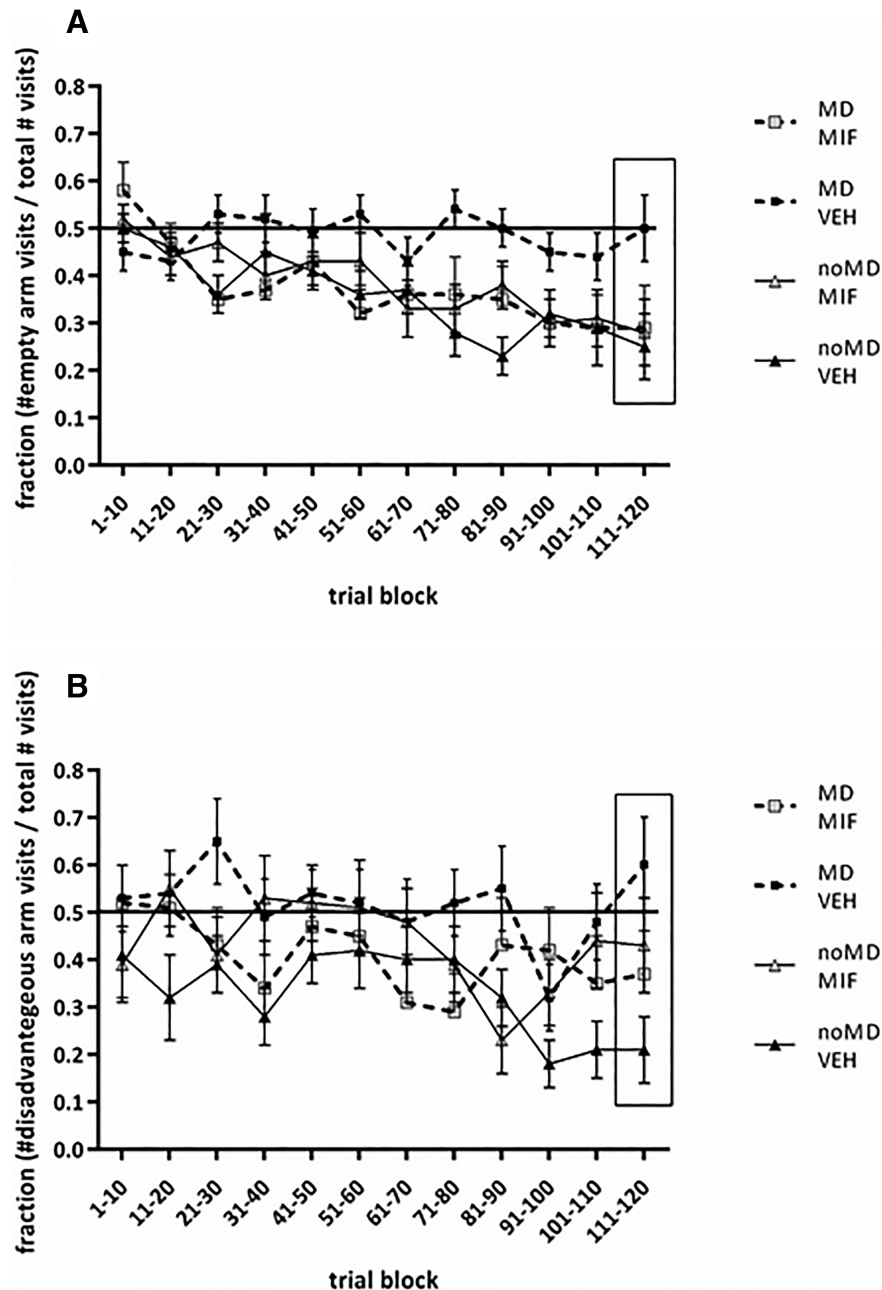 A
fraction (#empty arm visits / total # visits)
0.8
0.7
0.6
0.5
0.4
0.3
0.2
0.1
0.0
1-10
11-20
21-30
31-40
41-50
51-60
61-70
71-80
81-90
91-100
101-110
111-120
trial block
MD
MIF
MD
VEH
noMD
MIF
noMD
VEH
B
fraction (#disadvantegeous arm visits / total # visits)
0.8
0.7
0.6
0.5
0.4
0.3
0.2
0.1
0.0
1-10
11-20
21-30
31-40
41-50
51-60
61-70
71-80
81-90
91-100
101-110
111-120
trial block
MD
MIF
MD
VEH
noMD
MIF
noMD
VEH